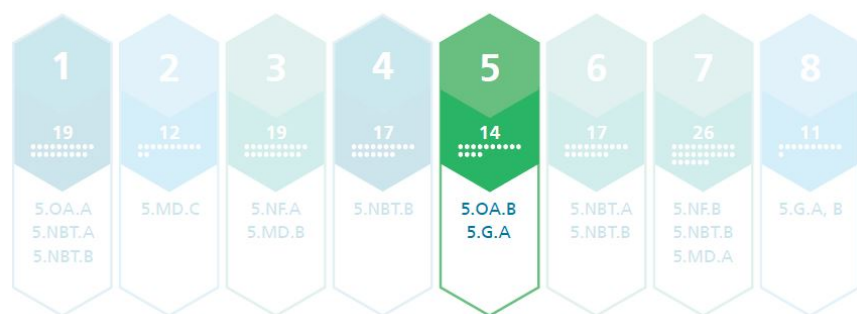 1 2 3 4 5 6 7 8
19 12 19 17 14 17 26 11
5.OA.A 5.MD.C 5.NF.A 5.NBT.B 5.OA.B 5.NBT.A 5.NF.B 5.G.A, B
5.NBT.A 5.MD.B 5.G.A 5.NBT.B 5.NBT.B
5.NBT.B 5.MD.A